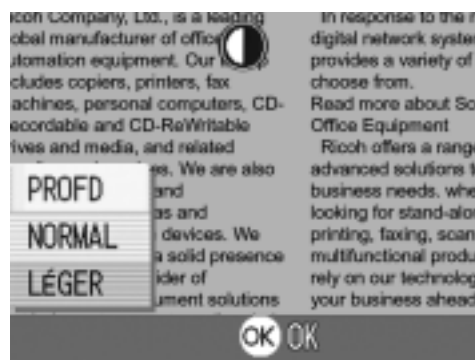 icoh Company, Ltd., is a leading
obal manufacturer of offic
utomation equipment. Our
cludes copiers, printers, fax
achines, personal computers, CD-
ecordable and CD-ReWritable
rives and media, and related
es. We are also
and
as and
devices. We
a solid presence
ider of
ument solutions
In response to the
digital network syste
provides a variety of
choose from.
Read more about So
Office Equipment
Ricoh offers a range
advanced solutions t
business needs. whe
looking for stand-alon
printing, faxing, scan
multifunctional produ
rely on our technolog
your business ahead
PROFD
NORMAL
LéGER
OK OK